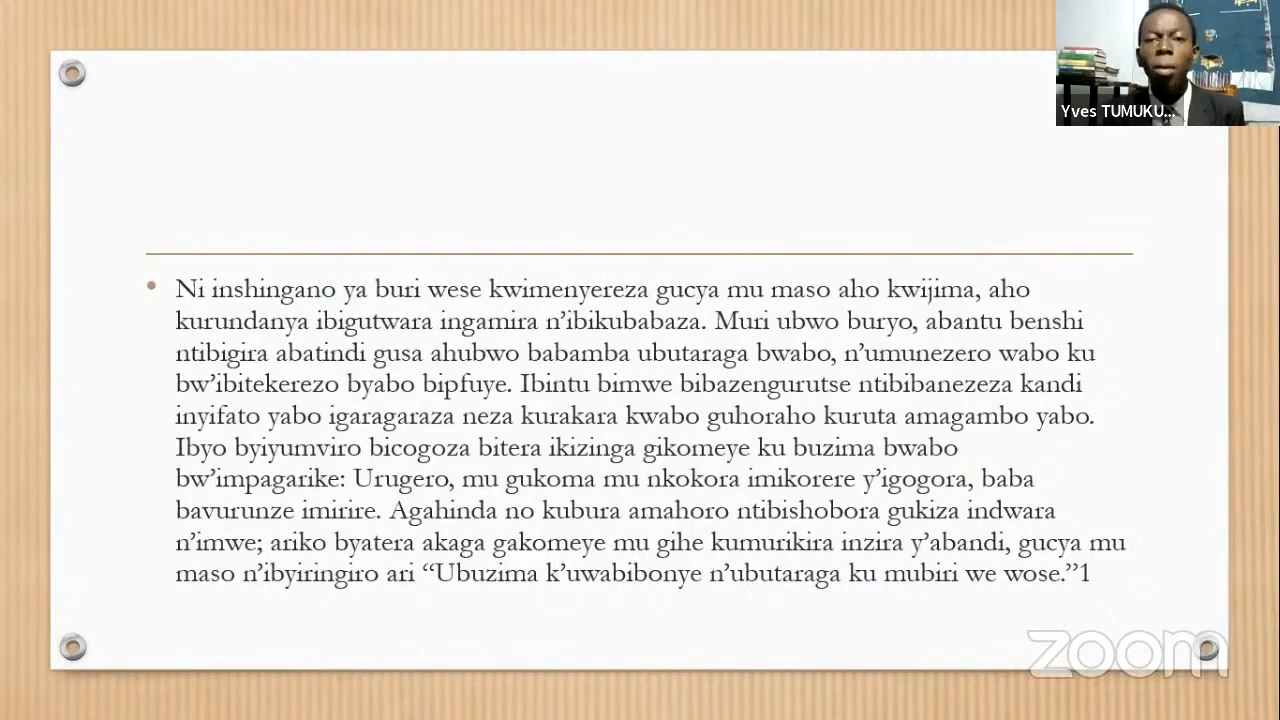 Yves TUMUKU...
• Ni inshingano ya buri wese kwimenyereza gucya mu maso aho kwijima, aho
kurundanya ibigutwara ingamira n’ibikubabaza. Muri ubwo buryo, abantu benshi
ntibigira abatindi gusa ahubwo babamba ubutaraga bwabo, n’umunezero wabo ku
bw’ibitekerezo byabo bipfuye. Ibintu bimwe bibazengurutse ntibibanezeza kandi
inyifato yabo igaragaraza neza kurakara kwabo guhoraho kuruta amagambo yabo.
Ibyo byiyumviro bicogoza bitera ikizinga gikomeye ku buzima bwabo
bw’impagarike: Urugero, mu gukoma mu nkokora imikorere y’igogora, baba
bavurunze imirire. Agahinda no kubura amahoro ntibishobora gukiza indwara
n’imwe; ariko byatera akaga gakomeye mu gihe kumurikira inzira y’abandi, gucya mu
maso n’ibyiringiro ari “Ubuzima k’uwabibonye n’ubutaraga ku mubiri we wose.”1
zoom